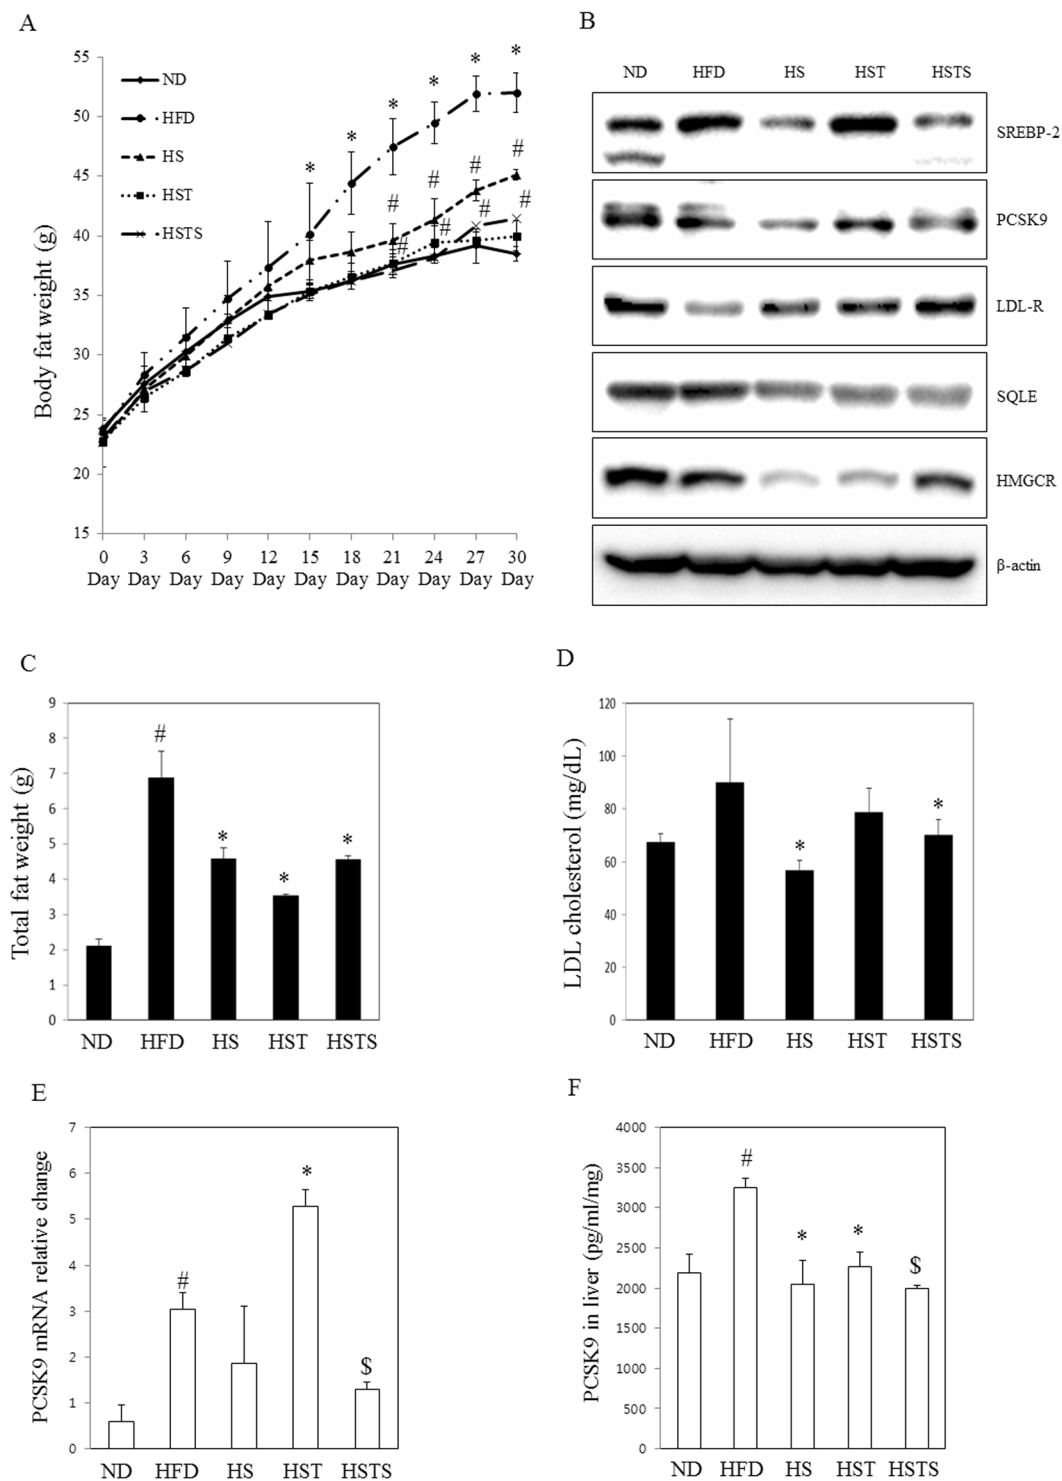 A
Body fat weight (g)
55
50
45
40
35
30
25
20
15
ND
HFD
HS
HST
HSTS
* * * * * *
# # # #
# # # #
0 3 6 9 12 15 18 21 24 27 30
Day Day Day Day Day Day Day Day Day Day Day
B
ND HFD HS HST HSTS
SREBP-2
PCSK9
LDL-R
SQLE
HMGCR
β-actin
C
Total fat weight (g)
9
8
7
6
5
4
3
2
1
0
# * * *
ND HFD HS HST HSTS
D
LDL cholesterol (mg/dL)
120
100
80
60
40
20
0
* *
ND HFD HS HST HSTS
E
PCSK9 mRNA relative change
7
6
5
4
3
2
1
0
# * $
ND HFD HS HST HSTS
F
PCSK9 in liver (pg/ml/mg)
4000
3500
3000
2500
2000
1500
1000
500
0
# * * $
ND HFD HS HST HSTS